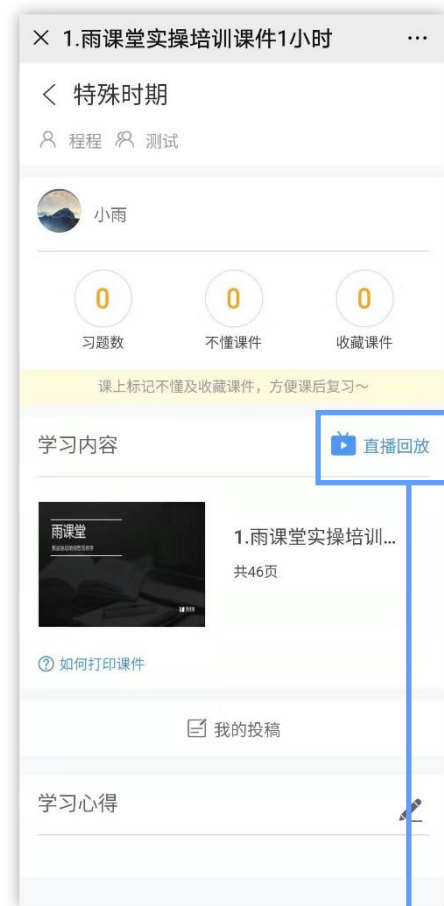 1.雨课堂实操培训课件1小时
特殊时期
程程 测试
小雨
0 0 0
习题数 不懂课件 收藏课件
课上标记不懂及收藏课件，方便课后复习～
学习内容 直播回放
雨课堂
1.雨课堂实操培训...
共46页
如何打印课件
我的投稿
学习心得